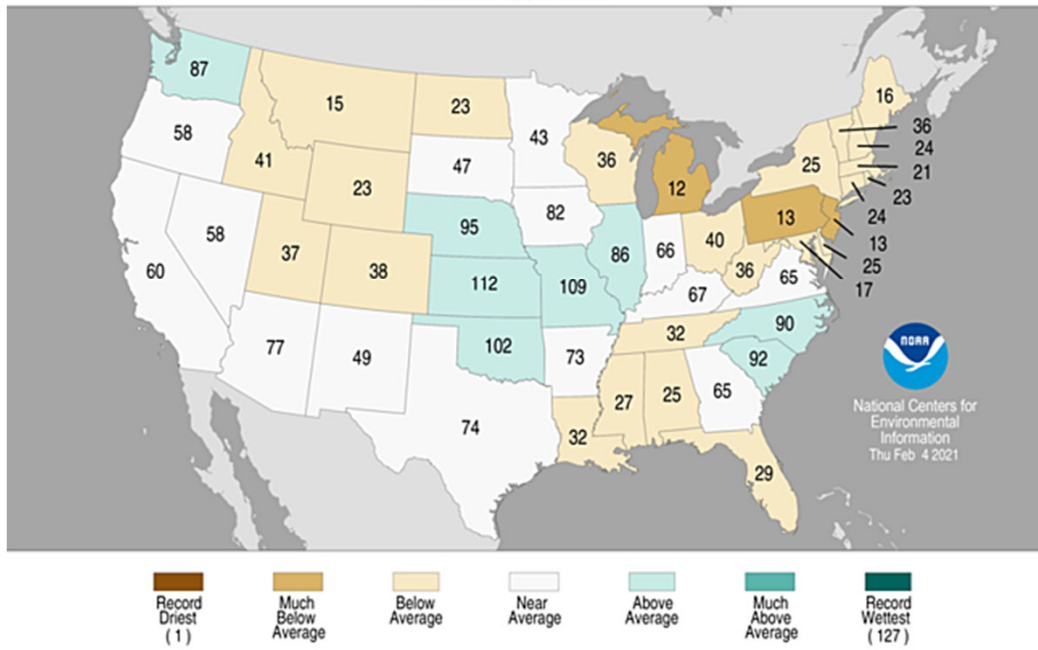 87
15
23
43
16
58
41
23
47
36
12
25
36
24
21
23
24
13
25
17
58
37
38
95
82
86
66
40
13
36
65
60
112
109
67
77
49
102
73
32
90
92
74
32
27
25
65
29
NOAA
National Centers for
Environmental
Information
Thu Feb 4 2021
Record
Driest
( 1 )
Much
Below
Average
Below
Average
Near
Average
Above
Average
Much
Above
Average
Record
Wettest
( 127 )